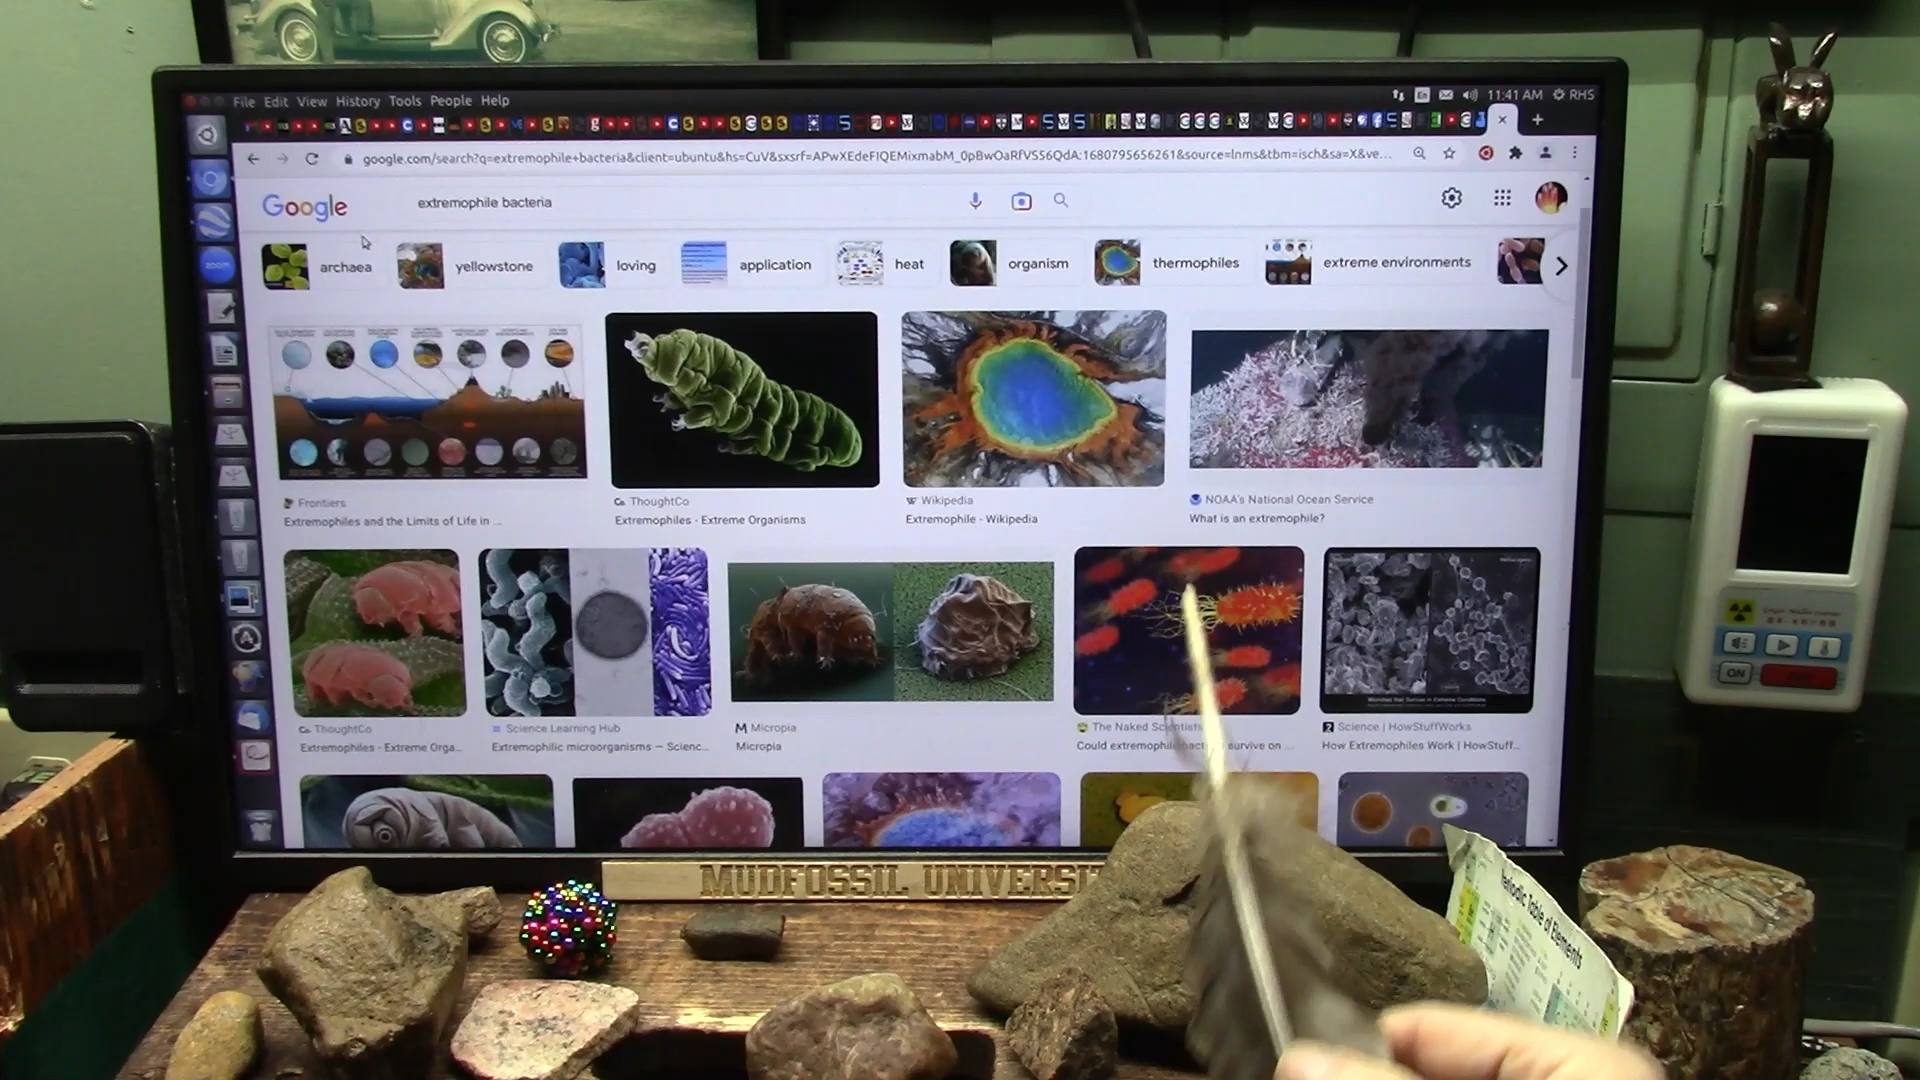 File Edit View History Tools People Help
En 11:41 AM RHS
google.com/search?q=extremophile+bacteria&client=ubuntu&hs=CuV&sxsrf=APwXEdeFIQEMixmabM_0pBwOaRfVS56QdA:1680795656261&source=lnms&tbm=isch&sa=X&ve...
Google extremophile bacteria
archaea yellowstone loving application heat organism thermophiles extreme environments
zoom
Frontiers
Extremophiles and the Limits of Life in ...
ThoughtCo
Extremophiles - Extreme Organisms
Wikipedia
Extremophile - Wikipedia
NOAA's National Ocean Service
What is an extremophile?
ThoughtCo
Extremophiles - Extreme Orga...
Science Learning Hub
Extremophilic microorganisms — Scienc...
Micropia
Micropia
The Naked Scientists
Could extremophile survive on ...
Science | HowStuffWorks
How Extremophiles Work | HowStuff...
MUDFOSSIL UNIVERSI
Periodic Table of Elements
ON